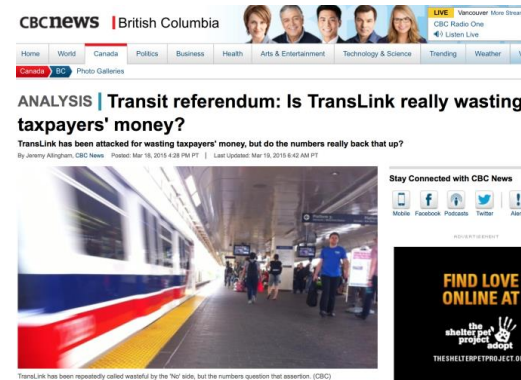 CBCnews | British Columbia
LIVE Vancouver More Strea
CBC Radio One
Listen Live
Home World Canada Politics Business Health Arts & Entertainment Technology & Science Trending Weather
Canada BC Photo Galleries
ANALYSIS | Transit referendum: Is TransLink really wasting
taxpayers' money?
TransLink has been attacked for wasting taxpayers' money, but do the numbers really back that up?
By Jeremy Allingham, CBC News Posted: Mar 18, 2015 4:28 PM PT | Last Updated: Mar 19, 2015 6:42 AM PT
Stay Connected with CBC News
Mobile Facebook Podcasts Twitter Aler
ADVERTISEMENT
FIND LOVE
ONLINE AT
the
shelter pet
project
adopt
THESHELTERPETPROJECT.O
TransLink has been repeatedly called wasteful by the 'No' side, but the numbers question that assertion. (CBC)